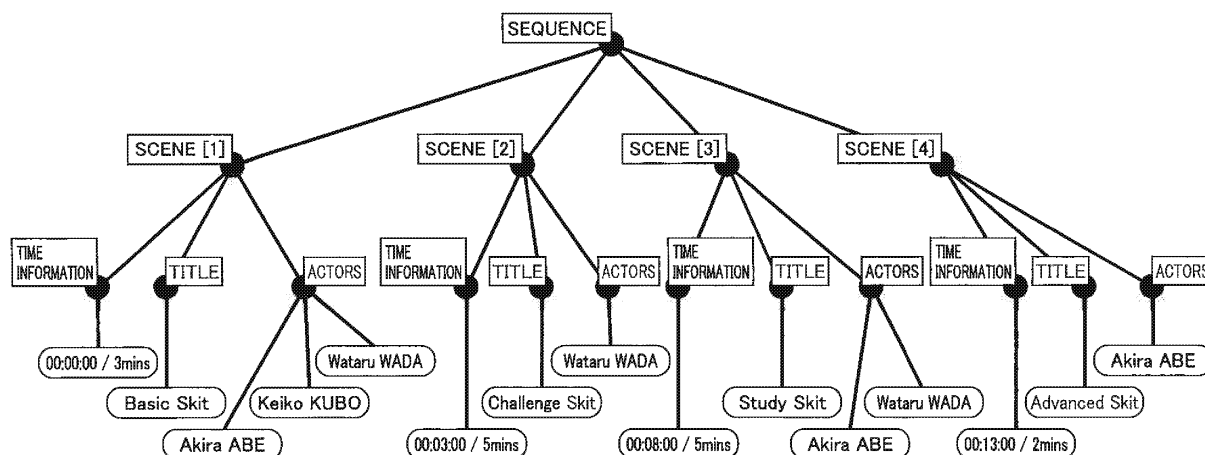 SEQUENCE
SCENE [1]
SCENE [2]
SCENE [3]
SCENE [4]
TIME
INFORMATION
TITLE
ACTORS
TIME
INFORMATION
TITLE
ACTORS
TIME
INFORMATION
TITLE
ACTORS
TIME
INFORMATION
TITLE
ACTORS
00:00:00 / 3mins
Wataru WADA
Wataru WADA
Akira ABE
Basic Skit
Keiko KUBO
Challenge Skit
Study Skit
Wataru WADA
Advanced Skit
Akira ABE
00:03:00 / 5mins
00:08:00 / 5mins
Akira ABE
00:13:00 / 2mins